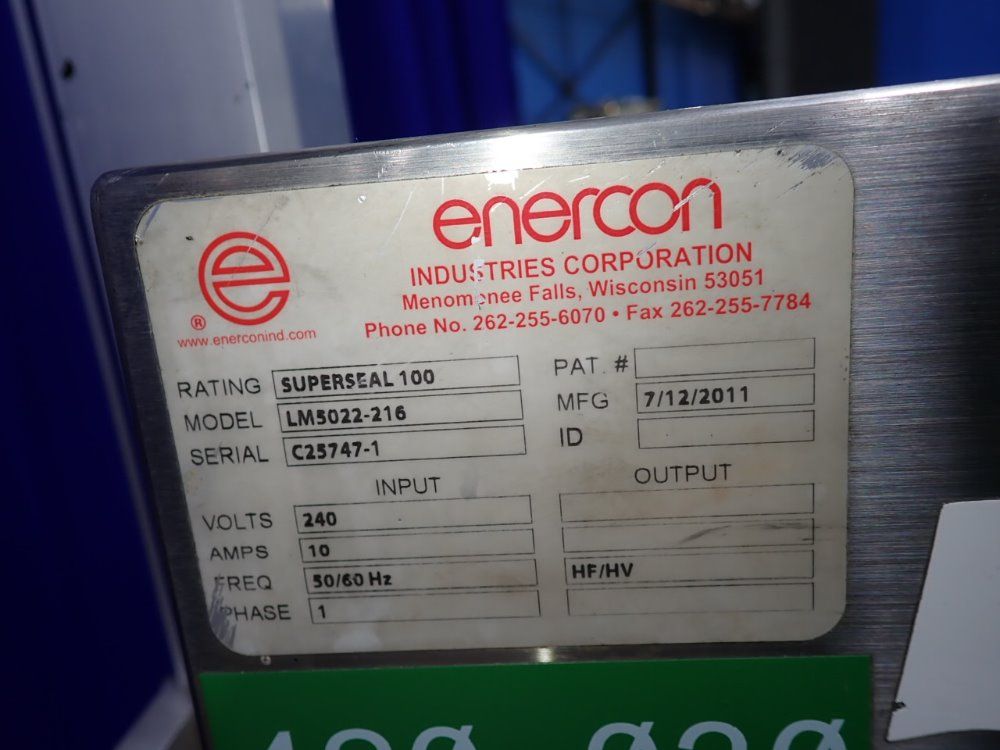 enercon
INDUSTRIES CORPORATION
Menomonee Falls, Wisconsin 53051
Phone No. 262-255-6070 • Fax 262-255-7784
e
®
www.enerconind.com
RATING SUPERSEAL 100
MODEL LM5022-216
SERIAL C25747-1
PAT. #
MFG 7/12/2011
ID
INPUT OUTPUT
VOLTS 240
AMPS 10
FREQ 50/60 Hz HF/HV
PHASE 1